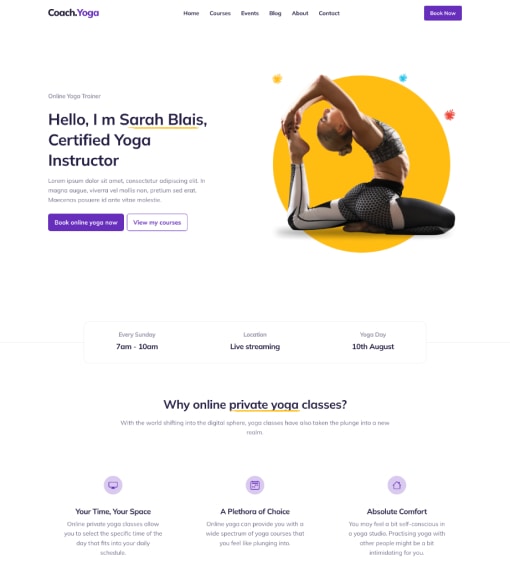 Coach.Yoga
Home Courses Events Blog About Contact
Book Now
Online Yoga Trainer
Hello, I m Sarah Blais,
Certified Yoga
Instructor
Lorem ipsum dolor sit amet, consectetur adipiscing elit. In
magna augue, viverra vel mollis non, pretium sed erat.
Maecenas posuere id ante vitae molestie.
Book online yoga now
View my courses
Every Sunday
7am - 10am
Location
Live streaming
Yoga Day
10th August
Why online private yoga classes?
With the world shifting into the digital sphere, yoga classes have also taken the plunge into a new
realm.
Your Time, Your Space
Online private yoga classes allow
you to select the specific time of the
day that fits into your daily
schedule.
A Plethora of Choice
Online yoga can provide you with a
wide spectrum of yoga courses that
you feel like plunging into.
Absolute Comfort
You may feel a bit self-conscious in
a yoga studio. Practising yoga with
other people might be a bit
intimidating for you.